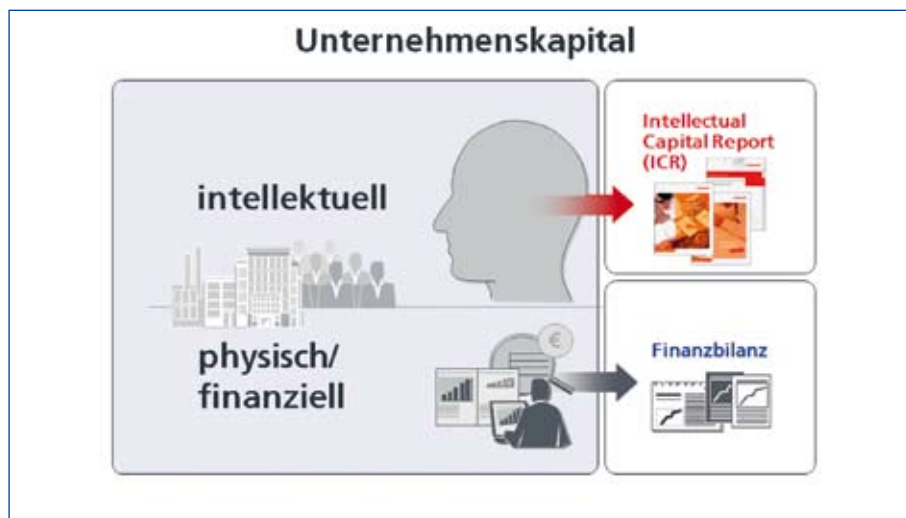 Unternehmenskapital
intellektuell
physisch/
finanziell
Intellectual
Capital Report
(ICR)
€
Finanzbilanz